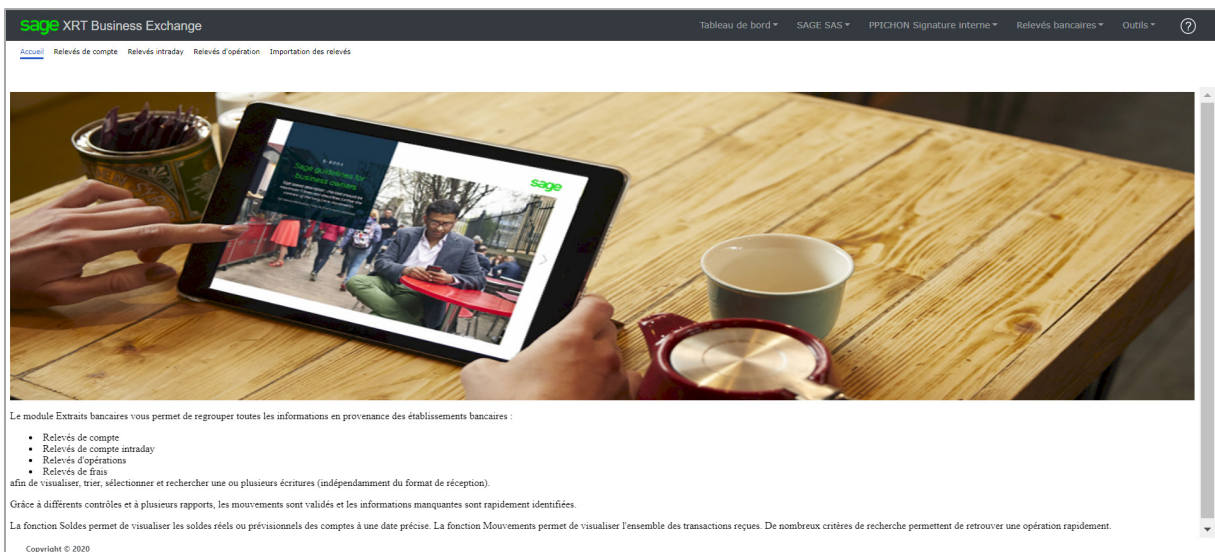 sage XRT Business Exchange
Tableau de bord
SAGE SAS
PPICHON Signature Interne
Relevés bancaires
Outils
?
Accueil
Relevés de compte
Relevés intraday
Relevés d'opération
Importation des relevés
E-BOOK
Sage guidelines for
business owners
sage
Le module Extraits bancaires vous permet de regrouper toutes les informations en provenance des établissements bancaires :
• Relevés de compte
• Relevés de compte intraday
• Relevés d'opérations
• Relevés de frais
afin de visualiser, trier, sélectionner et rechercher une ou plusieurs écritures (indépendamment du format de réception).
Grâce à différents contrôles et à plusieurs rapports, les mouvements sont validés et les informations manquantes sont rapidement identifiées.
La fonction Soldes permet de visualiser les soldes réels ou prévisionnels des comptes à une date précise. La fonction Mouvements permet de visualiser l'ensemble des transactions reçues. De nombreux critères de recherche permettent de retrouver une opération rapidement.
Copyright © 2020